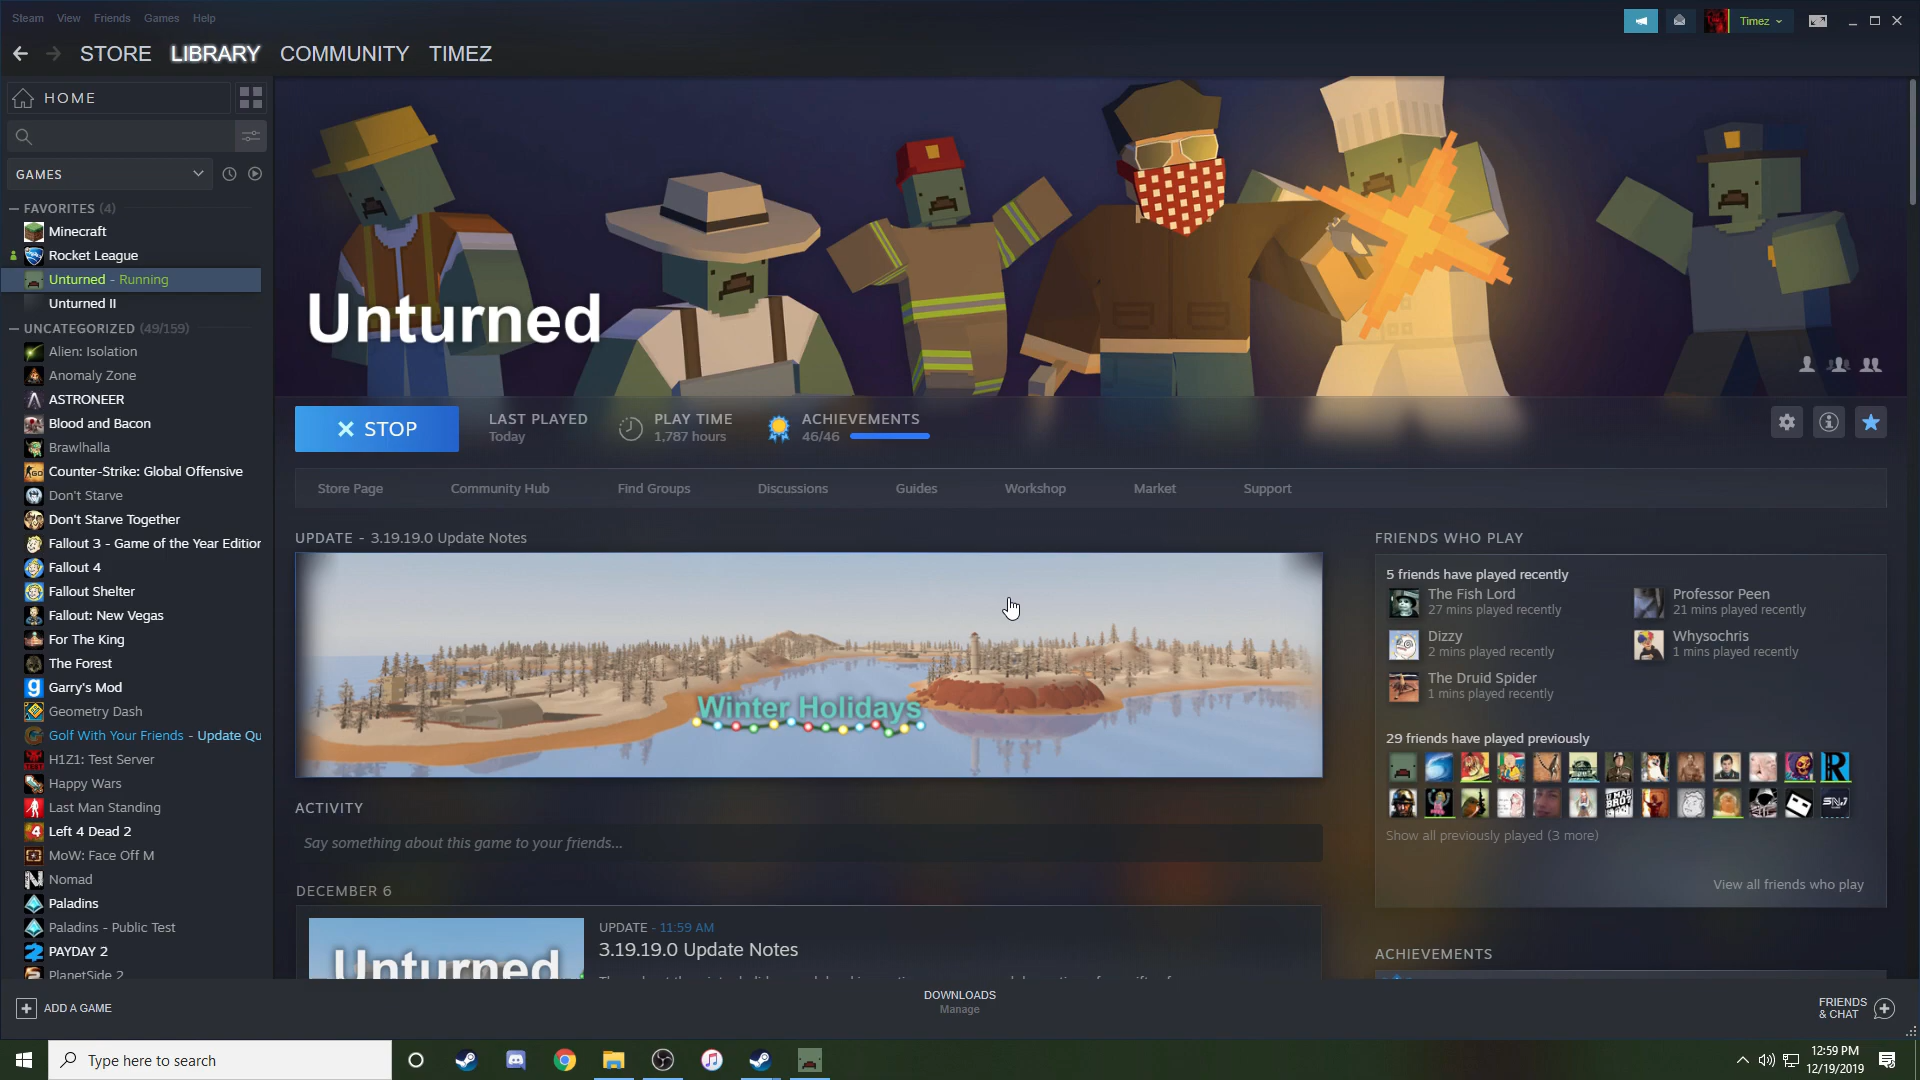 Steam View Friends Games Help
Timez
STORE LIBRARY COMMUNITY TIMEZ
HOME
GAMES
FAVORITES (4)
Minecraft
Rocket League
Unturned - Running
Unturned II
UNCATEGORIZED (49/159)
Alien: Isolation
Anomaly Zone
ASTRONEER
Blood and Bacon
Brawlhalla
Counter-Strike: Global Offensive
Don't Starve
Don't Starve Together
Fallout 3 - Game of the Year Edition
Fallout 4
Fallout Shelter
Fallout: New Vegas
For The King
The Forest
Garry's Mod
Geometry Dash
Golf With Your Friends - Update Qu
H1Z1: Test Server
Happy Wars
Last Man Standing
Left 4 Dead 2
MoW: Face Off M
Nomad
Paladins
Paladins - Public Test
PAYDAY 2
PlanetSide 2
ADD A GAME
Unturned
STOP
LAST PLAYED
Today
PLAY TIME
1,787 hours
ACHIEVEMENTS
46/46
Store Page Community Hub Find Groups Discussions Guides Workshop Market Support
UPDATE - 3.19.19.0 Update Notes
Winter Holidays
ACTIVITY
Say something about this game to your friends...
DECEMBER 6
Unturned
UPDATE - 11:59 AM
3.19.19.0 Update Notes
FRIENDS WHO PLAY
5 friends have played recently
The Fish Lord
27 mins played recently
Professor Peen
21 mins played recently
Dizzy
2 mins played recently
Whysochris
1 mins played recently
The Druid Spider
1 mins played recently
29 friends have played previously
Show all previously played (3 more)
View all friends who play
ACHIEVEMENTS
DOWNLOADS
Manage
FRIENDS
& CHAT
Type here to search
12:59 PM
12/19/2019